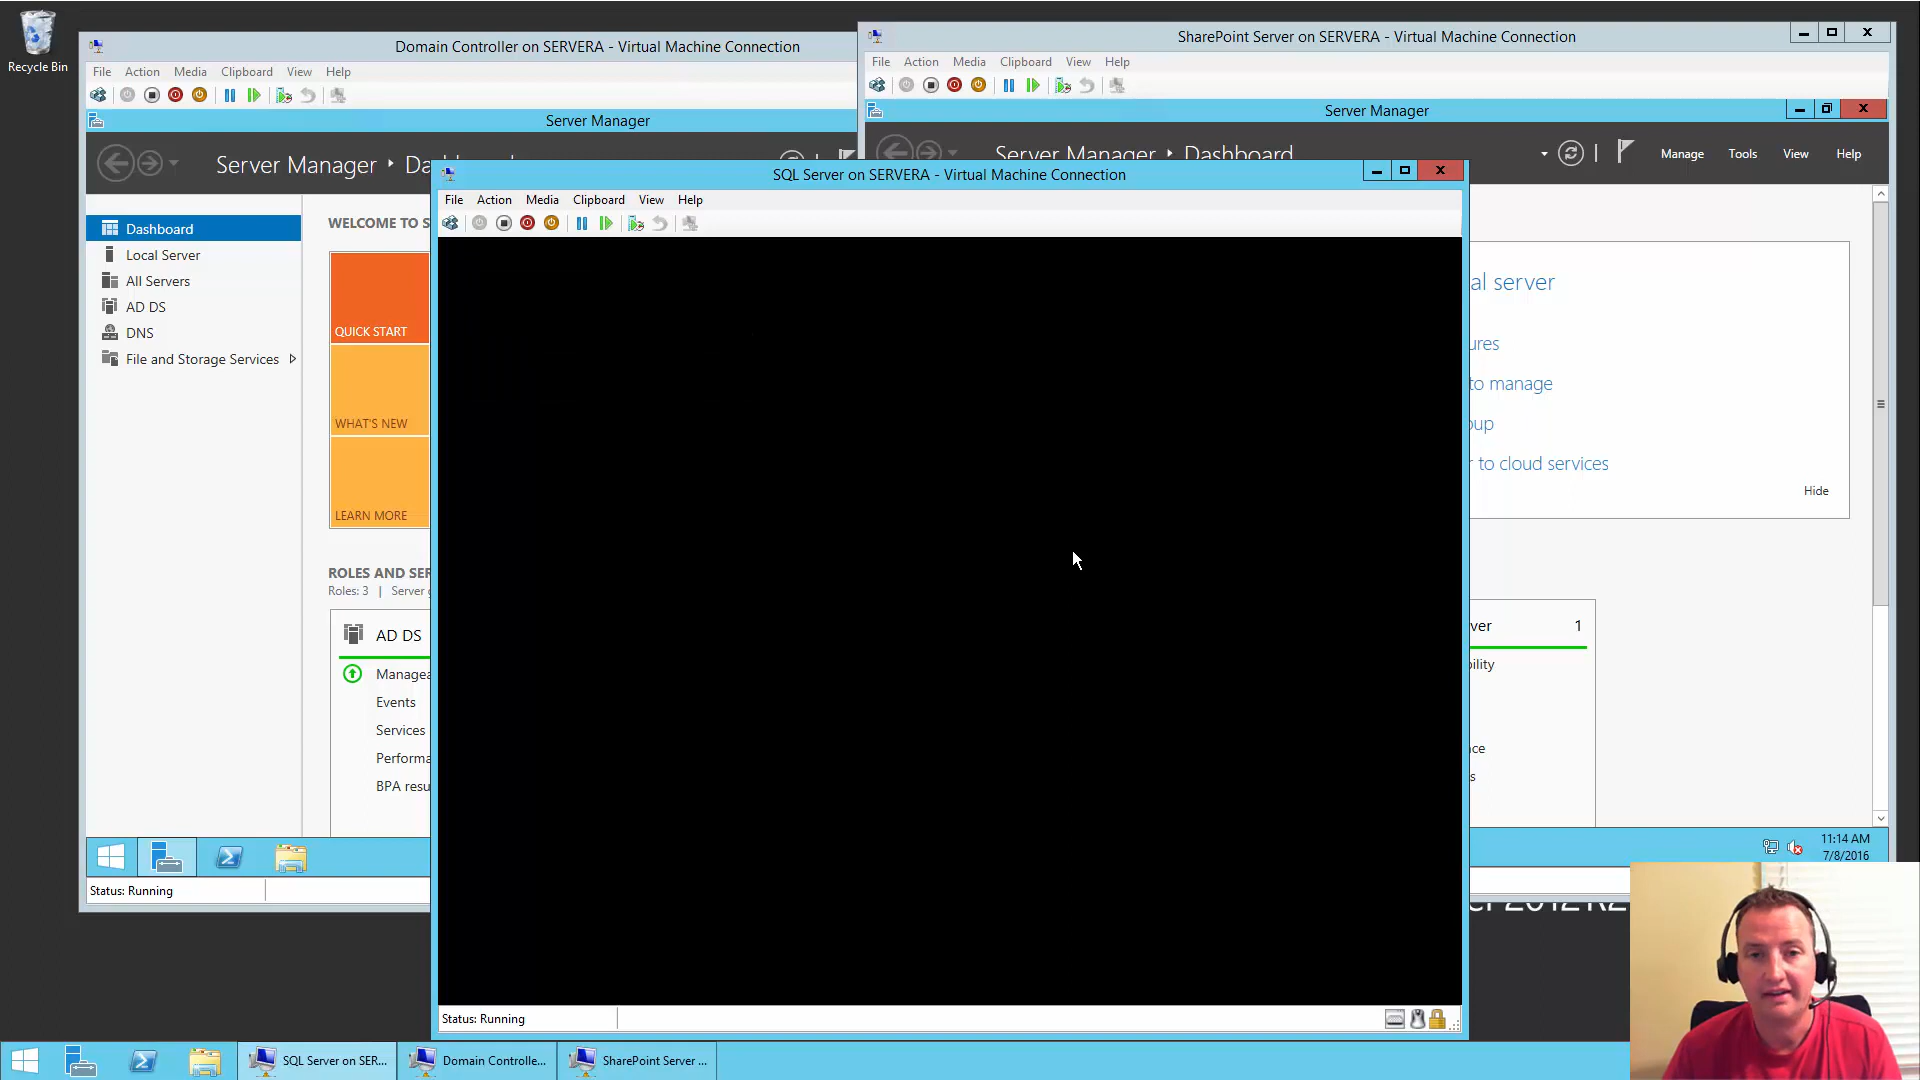 Recycle Bin
Domain Controller on SERVERA - Virtual Machine Connection
File Action Media Clipboard View Help
Server Manager
Server Manager
Dashboard
Local Server
All Servers
AD DS
DNS
File and Storage Services
WELCOME TO S
QUICK START
WHAT'S NEW
LEARN MORE
ROLES AND SER
Roles: 3 | Server
AD DS
Managea
Events
Services
Performa
BPA resu
Status: Running
SharePoint Server on SERVERA - Virtual Machine Connection
File Action Media Clipboard View Help
Server Manager
Server Manager Dashboard
Manage Tools View Help
al server
ures
to manage
oup
r to cloud services
Hide
ver 1
bility
ce
s
11:14 AM
7/8/2016
SQL Server on SERVERA - Virtual Machine Connection
File Action Media Clipboard View Help
Status: Running
SQL Server on SER...
Domain Controlle...
SharePoint Server ...